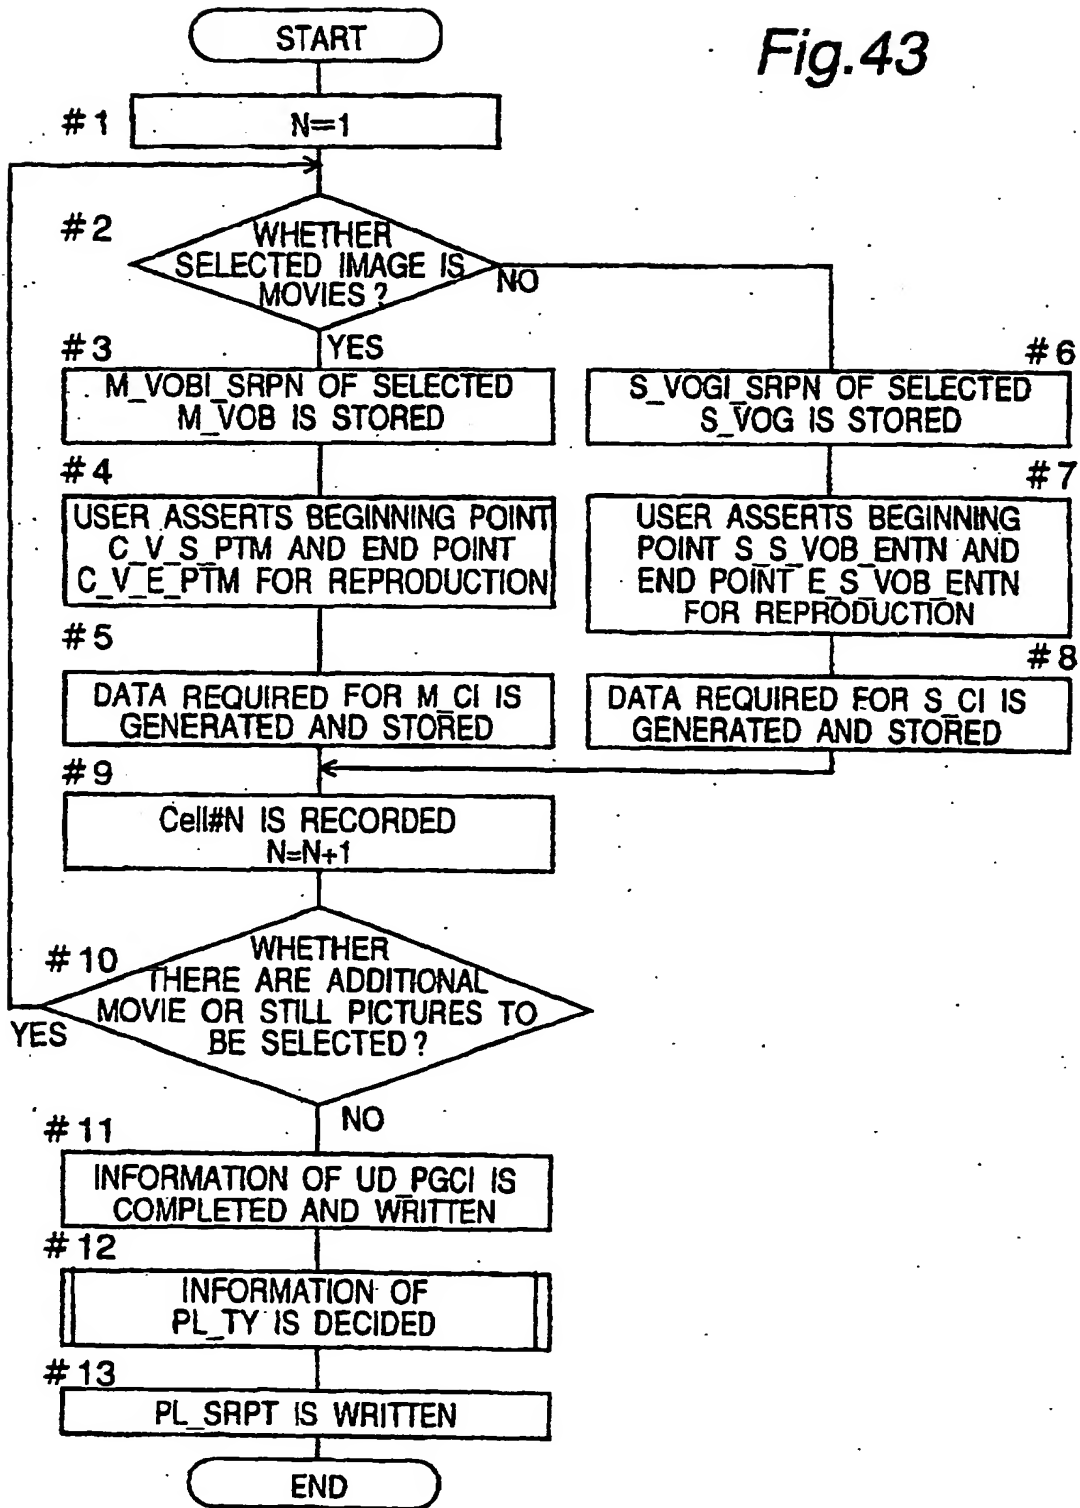 Fig.43
START
#1
N=1
#2
WHETHER
SELECTED IMAGE IS
MOVIES?
NO
YES
#3
M_VOBI_SRPN OF SELECTED
M_VOB IS STORED
#6
S_VOGI_SRPN OF SELECTED
S_VOG IS STORED
#4
USER ASSERTS BEGINNING POINT
C_V_S_PTM AND END POINT
C_V_E_PTM FOR REPRODUCTION
#7
USER ASSERTS BEGINNING
POINT S_S_VOB_ENTN AND
END POINT E_S_VOB_ENTN
FOR REPRODUCTION
#5
DATA REQUIRED FOR M_CI IS
GENERATED AND STORED
#8
DATA REQUIRED FOR S_CI IS
GENERATED AND STORED
#9
Cell#N IS RECORDED
N=N+1
#10
WHETHER
THERE ARE ADDITIONAL
MOVIE OR STILL PICTURES TO
BE SELECTED?
YES
NO
#11
INFORMATION OF UD_PGCI IS
COMPLETED AND WRITTEN
#12
INFORMATION OF
PL_TY IS DECIDED
#13
PL_SRPT IS WRITTEN
END